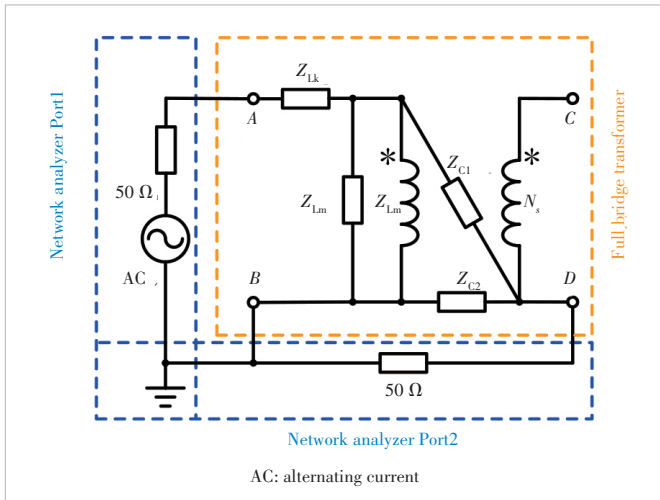 Network analyzer Port1
50 Ω
AC
A
Z_Lk
B
Z_Lm
*
Z_Lm
Z_C1
Z_C2
*
N_s
C
D
Full bridge transformer
50 Ω
Network analyzer Port2
AC: alternating current